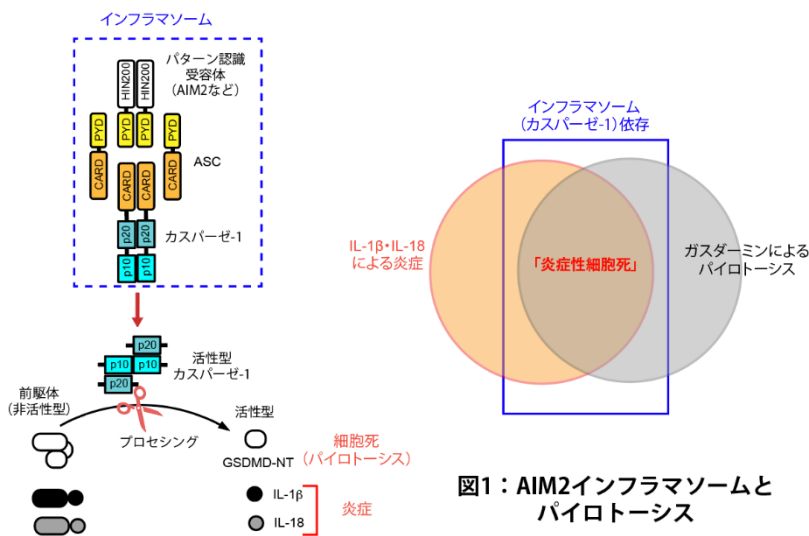 インフラマソーム
パターン認識
受容体
（AIM2など）
HIN200
HIN200
PYD
PYD
PYD
PYD
ASC
CARD
CARD
CARD
CARD
p20
p20
カスパーゼ-1
p10
p10
p20
p10
p10
p20
活性型
カスパーゼ-1
前駆体
（非活性型）
プロセシング
活性型
GSDMD-NT
細胞死
（パイロトーシス）
IL-1β
IL-18
炎症
インフラマソーム
（カスパーゼ-1）依存
IL-1β・IL-18
による炎症
「炎症性細胞死」
ガスダーミンによる
パイロトーシス
図1：AIM2インフラマソームと
パイロトーシス